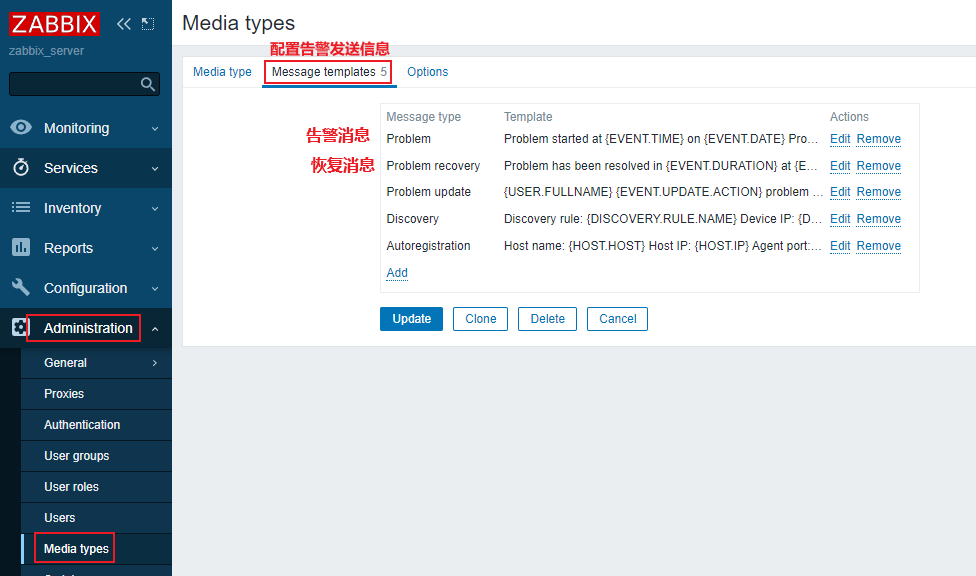 ZABBIX
zabbix_server
Media types
配置告警发送信息
Media type Message templates 5 Options
Message type Template Actions
告警消息 Problem Problem started at {EVENT.TIME} on {EVENT.DATE} Pro... Edit Remove
恢复消息 Problem recovery Problem has been resolved in {EVENT.DURATION} at {E... Edit Remove
Problem update {USER.FULLNAME} {EVENT.UPDATE.ACTION} problem ... Edit Remove
Discovery Discovery rule: {DISCOVERY.RULE.NAME} Device IP: {D... Edit Remove
Autoregistration Host name: {HOST.HOST} Host IP: {HOST.IP} Agent port:... Edit Remove
Add
Update Clone Delete Cancel
Monitoring
Services
Inventory
Reports
Configuration
Administration
General
Proxies
Authentication
User groups
User roles
Users
Media types